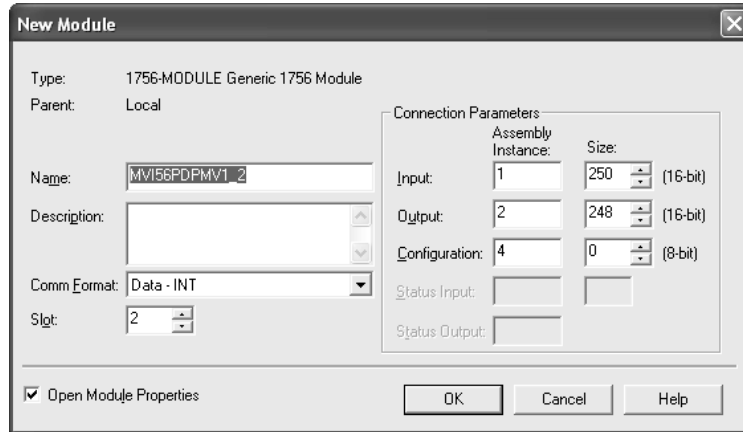 New Module
Type: 1756-MODULE Generic 1756 Module
Parent: Local
Connection Parameters
Assembly Instance: Size:
Name: MVI56PDPMV1_2
Input: 1 250 (16-bit)
Description:
Output: 2 248 (16-bit)
Configuration: 4 0 (8-bit)
Comm Format: Data - INT
Status Input:
Slot: 2
Status Output:
Open Module Properties
OK Cancel Help